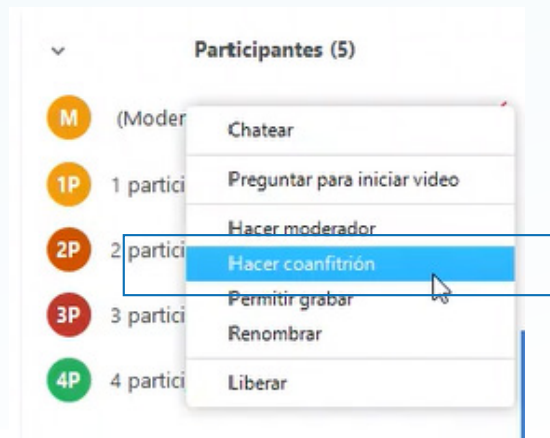 Participantes (5)
M (Moder
Chatear
1P 1 partici
Preguntar para iniciar video
Hacer moderador
2P 2 partici
Hacer coanfitrión
3P 3 partici
Permitir grabar
Renombrar
4P 4 partici
Liberar